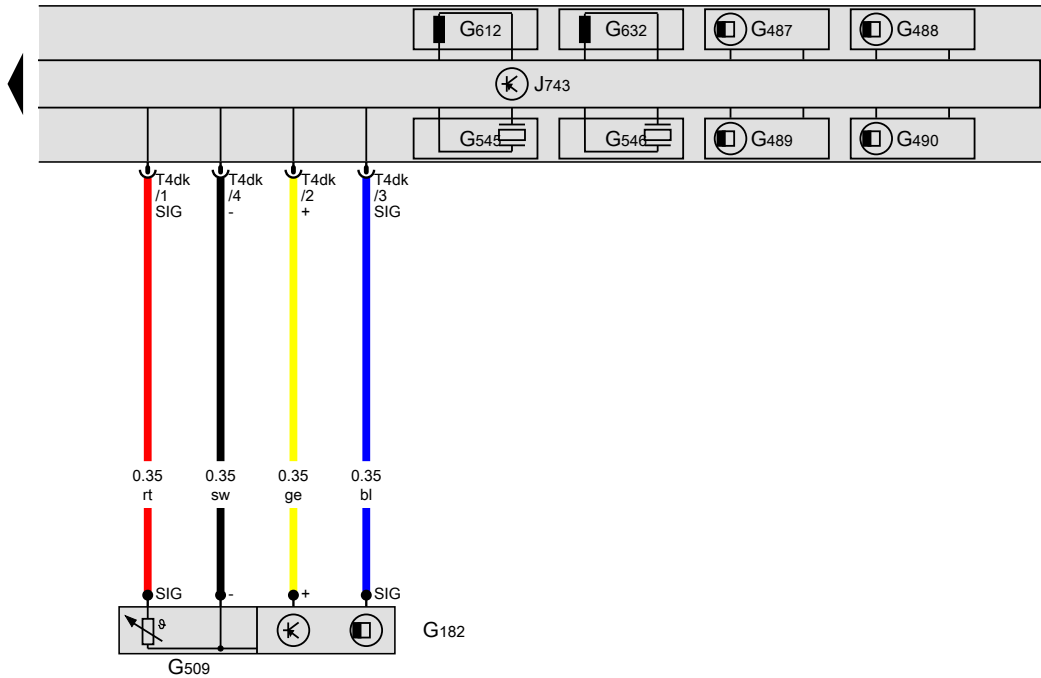 G612
G632
G487
G488
J743
G545
G546
G489
G490
T4dk
/1
SIG
T4dk
/4
-
T4dk
/2
+
T4dk
/3
SIG
0.35
rt
0.35
sw
0.35
ge
0.35
bl
SIG
-
+
SIG
ϑ
G182
G509